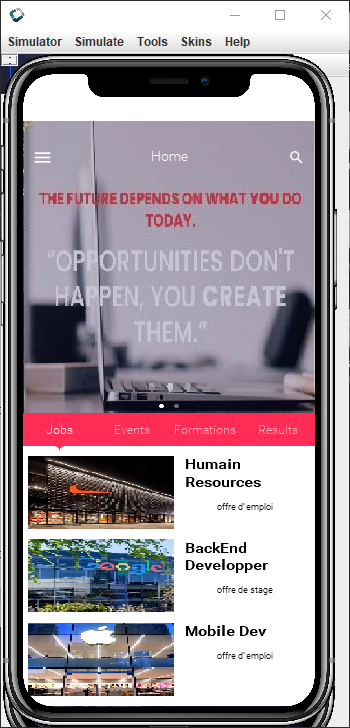 Simulator Simulate Tools Skins Help
Home
THE FUTURE DEPENDS ON WHAT YOU DO
TODAY.
“OPPORTUNITIES DON'T
HAPPEN, YOU CREATE
THEM.”
Jobs Events Formations Results
Humain
Resources
offre d'emploi
Google
BackEnd
Developper
offre de stage
Mobile Dev
offre d'emploi